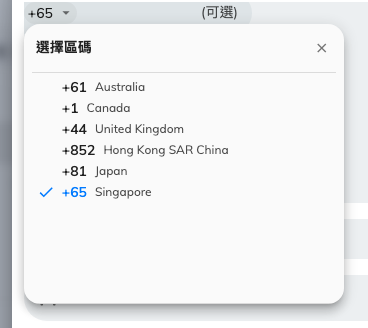 +65 (可選)
選擇區碼
+61 Australia
+1 Canada
+44 United Kingdom
+852 Hong Kong SAR China
+81 Japan
+65 Singapore